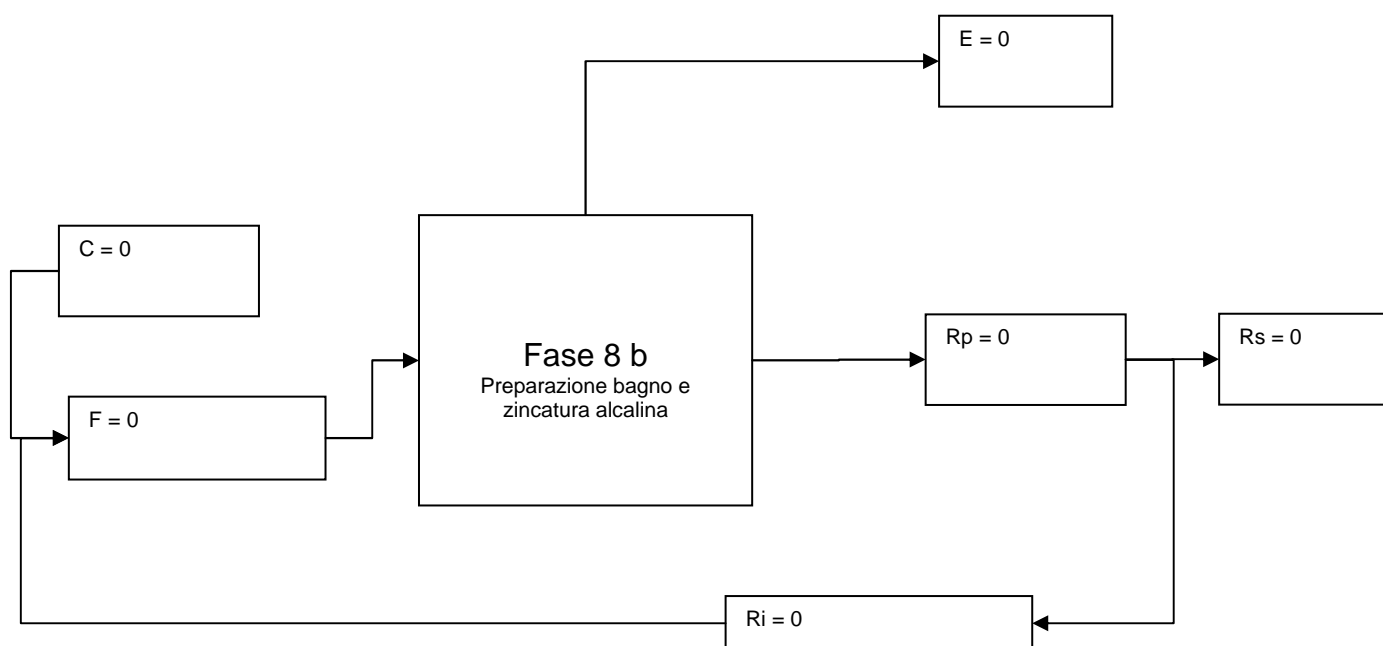 E = 0
C = 0
Fase 8 b
Preparazione bagno e
zincatura alcalina
Rp = 0
Rs = 0
F = 0
Ri = 0